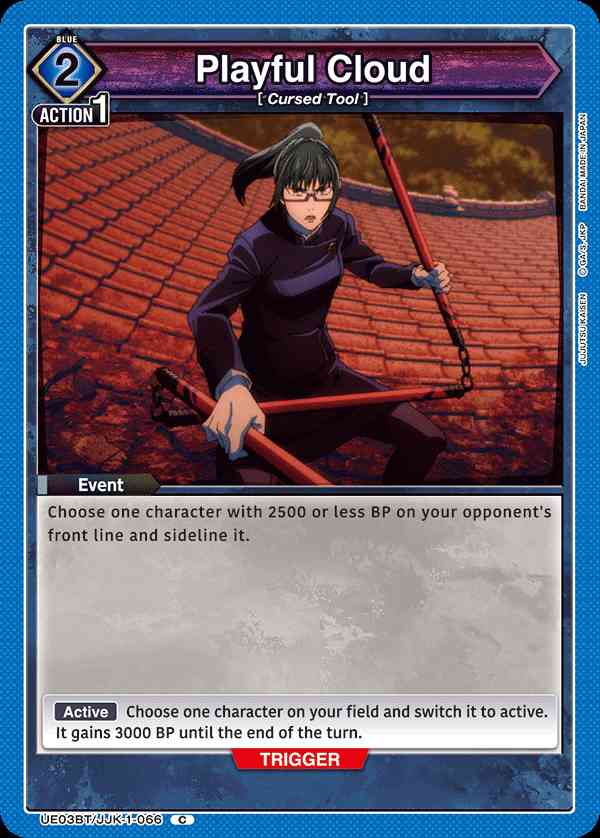 BLUE
2
Playful Cloud
[ Cursed Tool ]
ACTION 1
JUJUTSU KAISEN © GA/S, JKP BANDAI MADE IN JAPAN
Event
Choose one character with 2500 or less BP on your opponent's
front line and sideline it.
Active Choose one character on your field and switch it to active.
It gains 3000 BP until the end of the turn.
TRIGGER
UE03BT/JJK-1-066 C